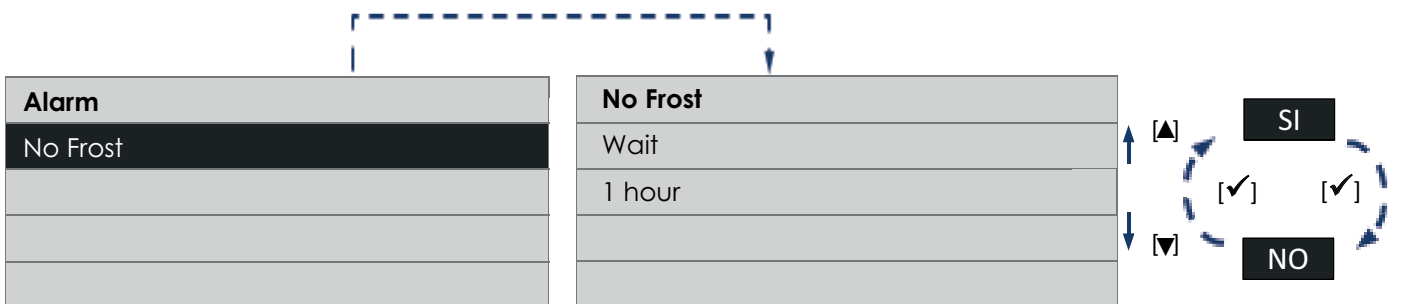 Alarm
No Frost
No Frost
Wait
1 hour
[▲]
[▼]
SI
[✔] [✔]
NO